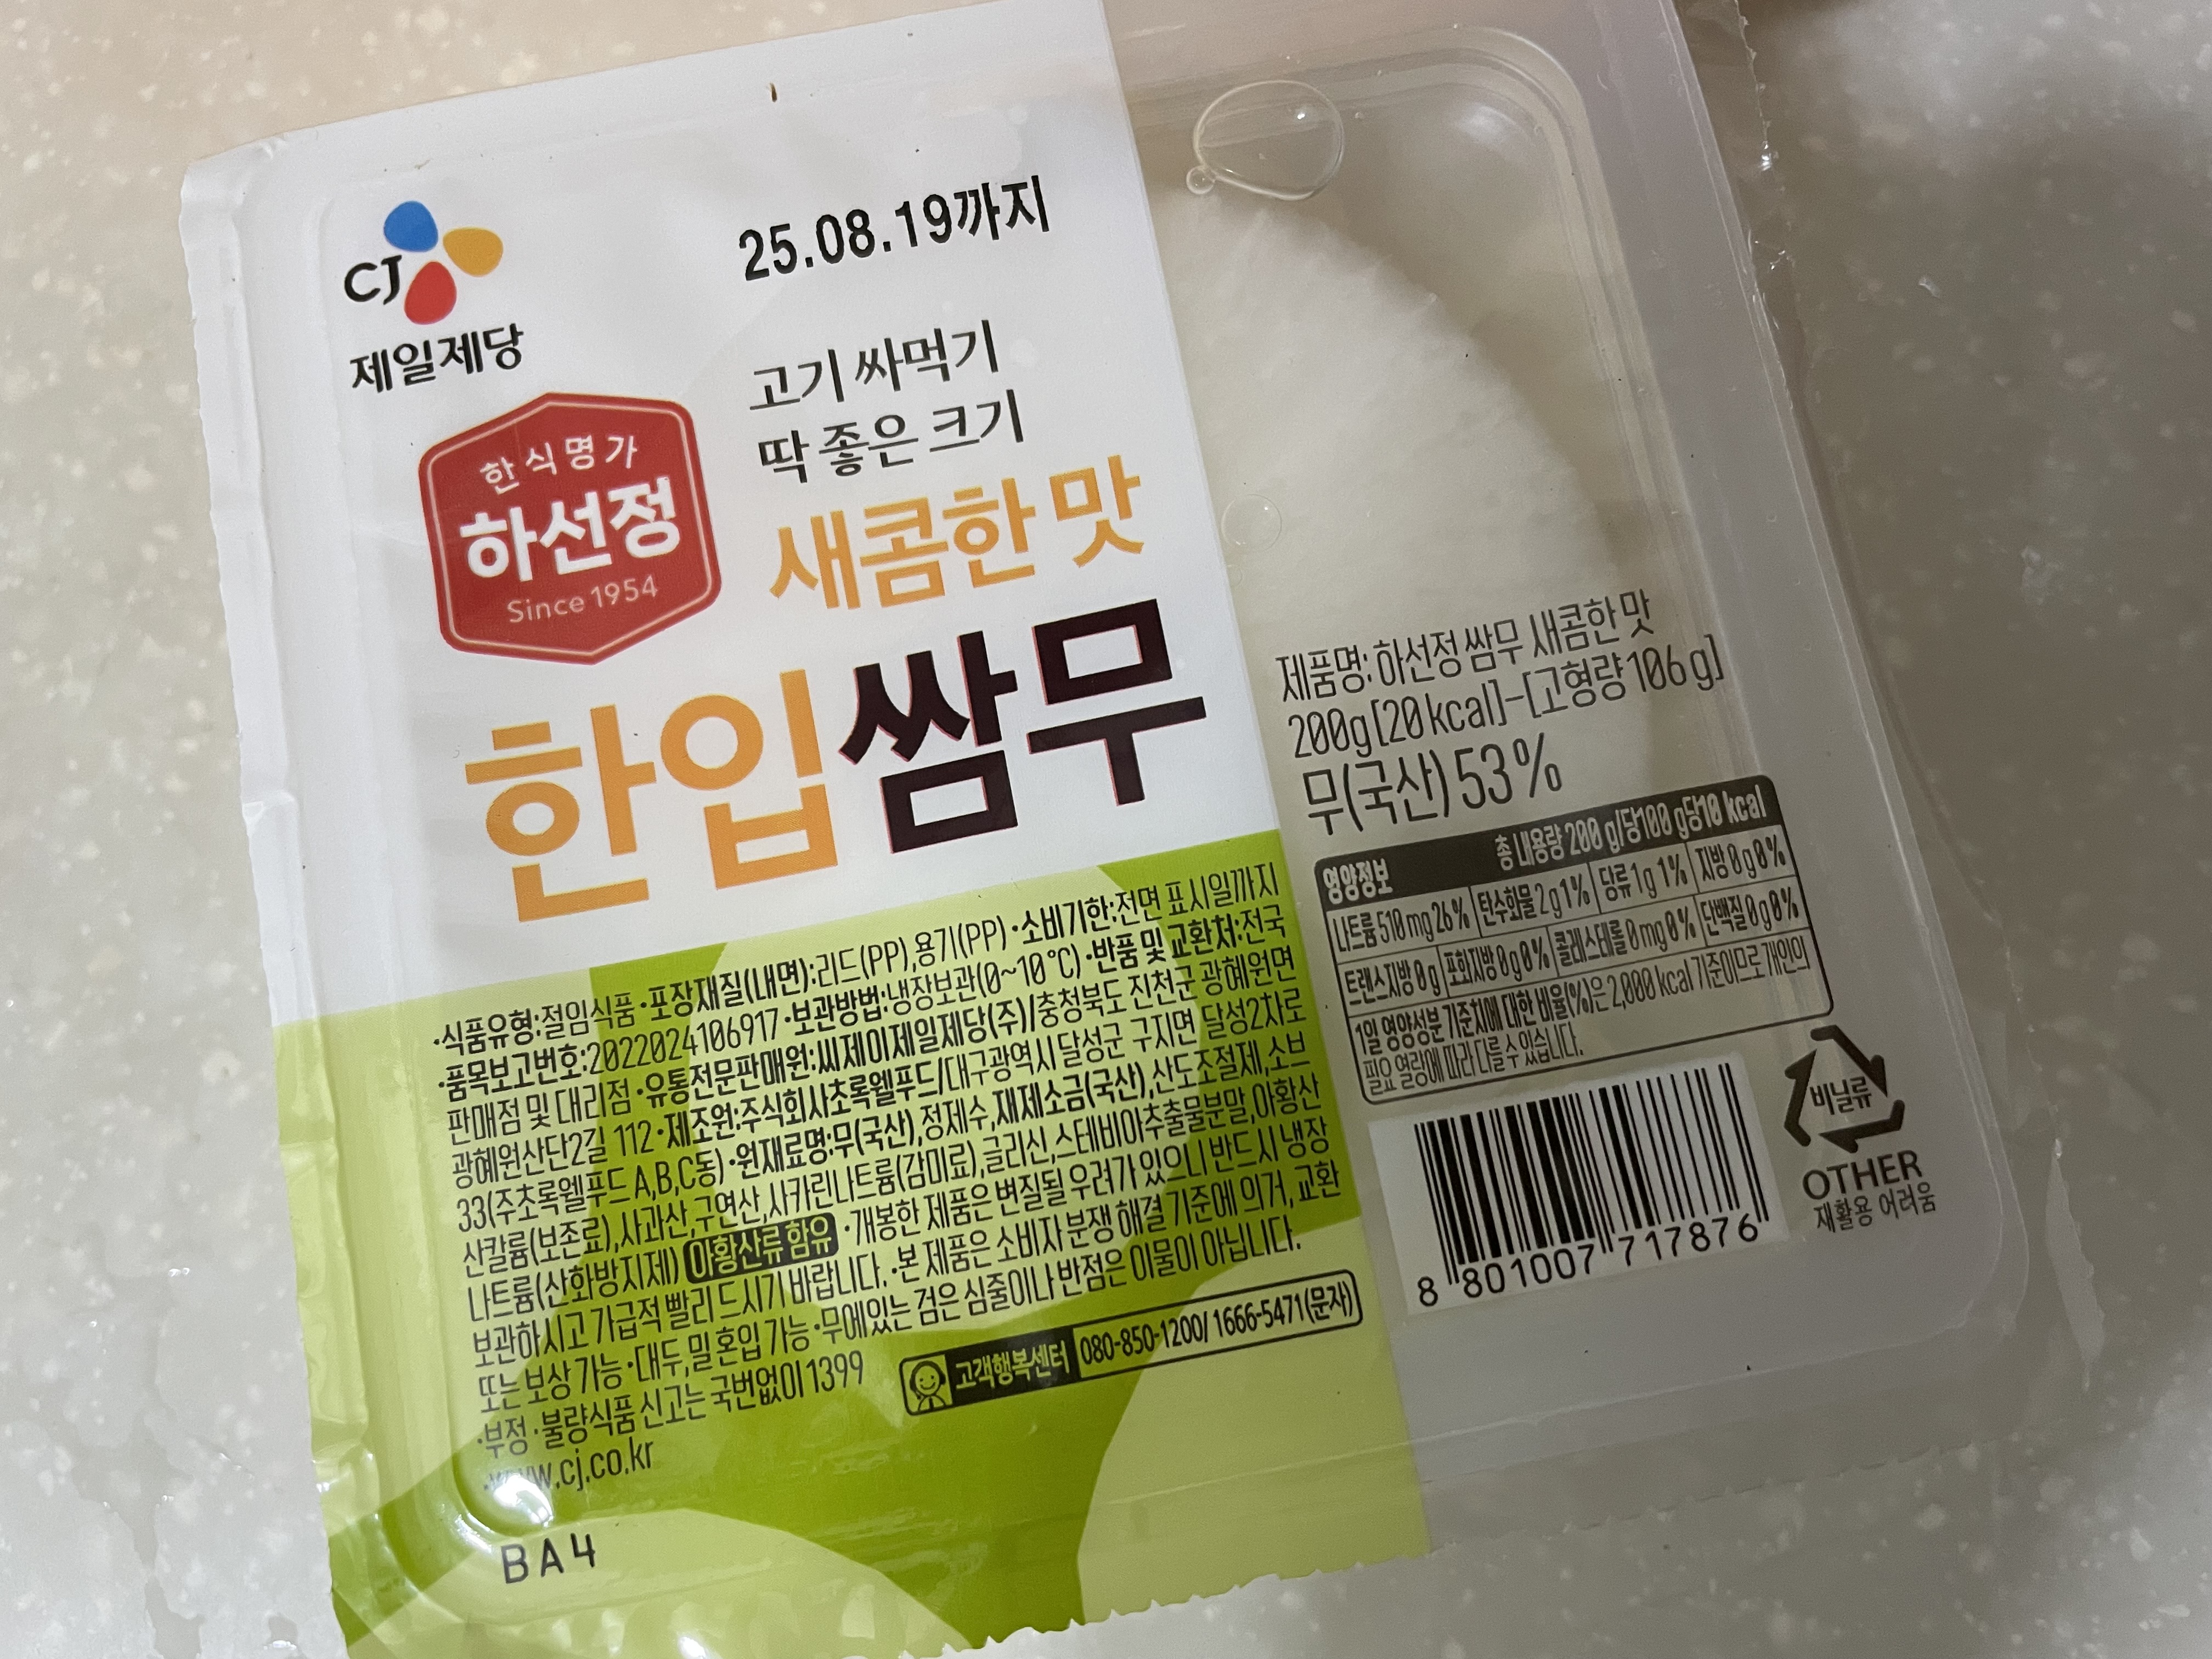 CJ
제일제당
25.08.19까지
한식명가
하선정
Since 1954
고기 싸먹기
딱 좋은 크기
새콤한 맛
한입쌈무
·식품유형:절임식품 ·포장재질(내면):리드(PP),용기(PP) ·소비기한:전면 표시일까지
·품목보고번호:2022024106917 ·보관방법:냉장보관(0~10℃) ·반품 및 교환처:전국
판매점 및 대리점 ·유통전문판매원:씨제이제일제당(주)/충청북도 진천군 광혜원면
광혜원산단2길 112 ·제조원:주식회사초록웰푸드/대구광역시 달성군 구지면 달성2차로
33(주초록웰푸드 A,B,C동) ·원재료명:무(국산),정제수,재제소금(국산),산도조절제,소브
산칼륨(보존료),사과산,구연산,사카린나트륨(감미료),글리신,스테비아추출물분말,아황산
나트륨(산화방지제) 아황산류 함유 ·개봉한 제품은 변질될 우려가 있으니 반드시 냉장
보관하시고 가급적 빨리 드시기 바랍니다. ·본 제품은 소비자 분쟁 해결 기준에 의거, 교환
또는 보상 가능 ·대두,밀 혼입 가능 ·무에있는 검은 심줄이나 반점은 이물이 아닙니다.
·부정·불량식품 신고는 국번없이 1399
고객행복센터 080-850-1200/ 1666-5471(문자)
www.cj.co.kr
BA4
제품명: 하선정 쌈무 새콤한 맛
200g[20kcal]-[고형량 106g]
무(국산) 53%
영양정보 총 내용량 200 g/당100 g당10 kcal
나트륨 510 mg 26% 탄수화물 2 g 1% 당류 1 g 1% 지방 0 g 0%
트랜스지방 0 g 포화지방 0 g 0% 콜레스테롤 0 mg 0% 단백질 0 g 0%
1일 영양성분 기준치에 대한 비율(%)은 2,000 kcal 기준이므로 개인의
필요 열량에 따라 다를 수 있습니다.
비닐류
OTHER
재활용 어려움
8 801007 717876